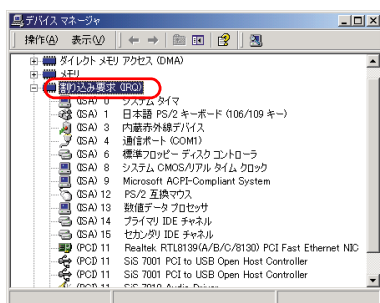 デバイス マネージャ
操作(A) 表示(V)
ダイレクト メモリ アクセス (DMA)
メモリ
割り込み要求 (IRQ)
(ISA) 0 システム タイマ
(ISA) 1 日本語 PS/2 キーボード (106/109 キー)
(ISA) 3 内蔵赤外線デバイス
(ISA) 4 通信ポート (COM1)
(ISA) 6 標準フロッピー ディスク コントローラ
(ISA) 8 システム CMOS/リアル タイム クロック
(ISA) 9 Microsoft ACPI-Compliant System
(ISA) 12 PS/2 互換マウス
(ISA) 13 数値データ プロセッサ
(ISA) 14 プライマリ IDE チャネル
(ISA) 15 セカンダリ IDE チャネル
(PCI) 11 Realtek RTL8139(A/B/C/8130) PCI Fast Ethernet NIC
(PCI) 11 SiS 7001 PCI to USB Open Host Controller
(PCI) 11 SiS 7001 PCI to USB Open Host Controller
(PCI) 11 SiS 7018 Audio Driver